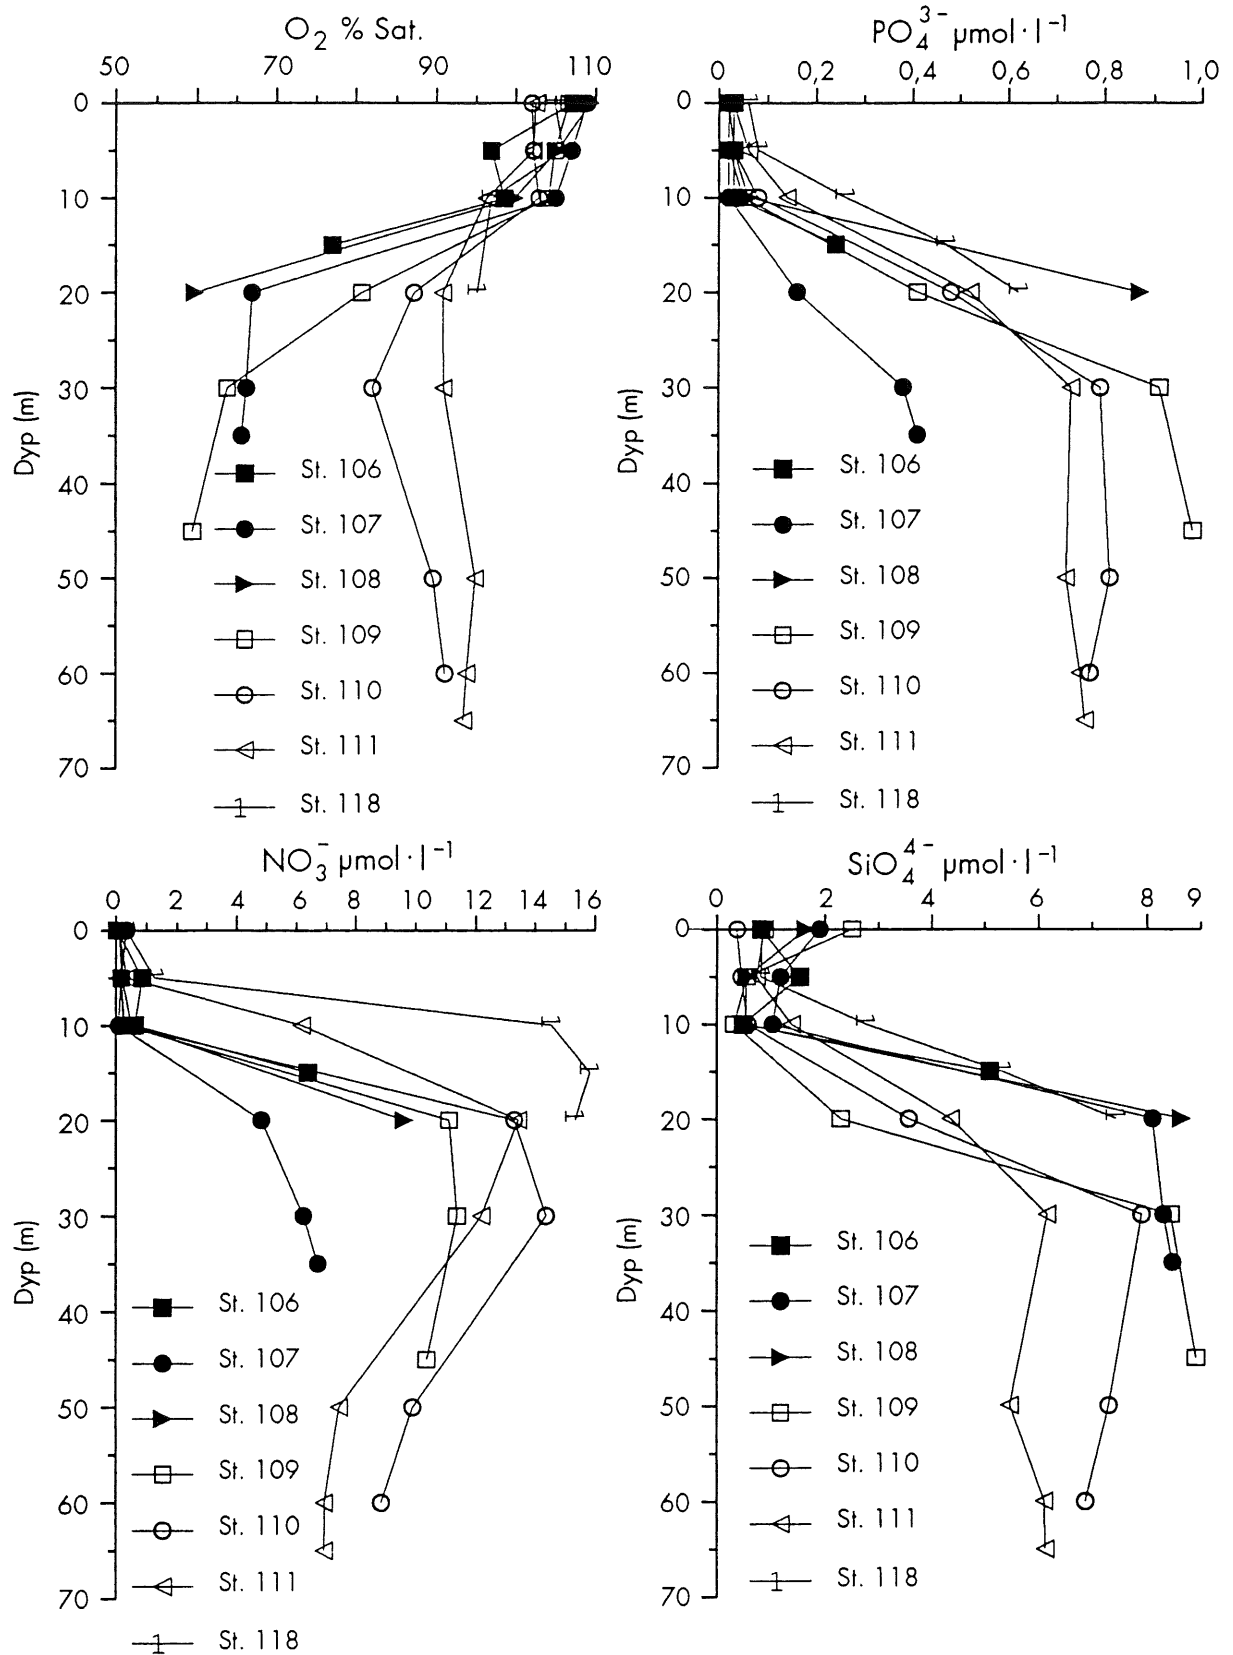 O₂ % Sat.
50 70 90 110
0
10
20
30
40
50
60
70
Dyp (m)
St. 106
St. 107
St. 108
St. 109
St. 110
St. 111
St. 118
PO₄³⁻ µmol·l⁻¹
0 0,2 0,4 0,6 0,8 1,0
0
10
20
30
40
50
60
70
Dyp (m)
St. 106
St. 107
St. 108
St. 109
St. 110
St. 111
St. 118
NO₃⁻ µmol·l⁻¹
0 2 4 6 8 10 12 14 16
0
10
20
30
40
50
60
70
Dyp (m)
St. 106
St. 107
St. 108
St. 109
St. 110
St. 111
St. 118
SiO₄⁴⁻ µmol·l⁻¹
0 2 4 6 8 9
0
10
20
30
40
50
60
70
Dyp (m)
St. 106
St. 107
St. 108
St. 109
St. 110
St. 111
St. 118